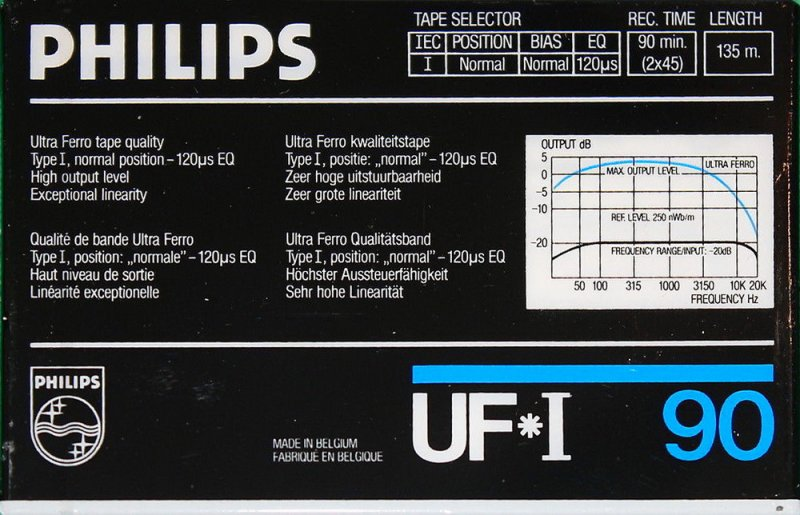 PHILIPS
TAPE SELECTOR
REC. TIME
LENGTH
IEC POSITION BIAS EQ
I Normal Normal 120µs
90 min.
(2x45)
135 m.
Ultra Ferro tape quality
Type I, normal position – 120µs EQ
High output level
Exceptional linearity
Ultra Ferro kwaliteitstape
Type I, positie: „normal” – 120µs EQ
Zeer hoge uitstuurbaarheid
Zeer grote lineariteit
Qualité de bande Ultra Ferro
Type I, position: „normale” – 120µs EQ
Haut niveau de sortie
Linéarité exceptionelle
Ultra Ferro Qualitätsband
Type I, position: „normal” – 120µs EQ
Höchster Aussteuerfähigkeit
Sehr hohe Linearität
OUTPUT dB
5
0
-5
-10
-20
ULTRA FERRO
MAX. OUTPUT LEVEL
REF. LEVEL 250 nWb/m
FREQUENCY RANGE/INPUT: -20dB
50 100 315 1000 3150 10K 20K
FREQUENCY Hz
PHILIPS
MADE IN BELGIUM
FABRIQUÉ EN BELGIQUE
UF*I 90